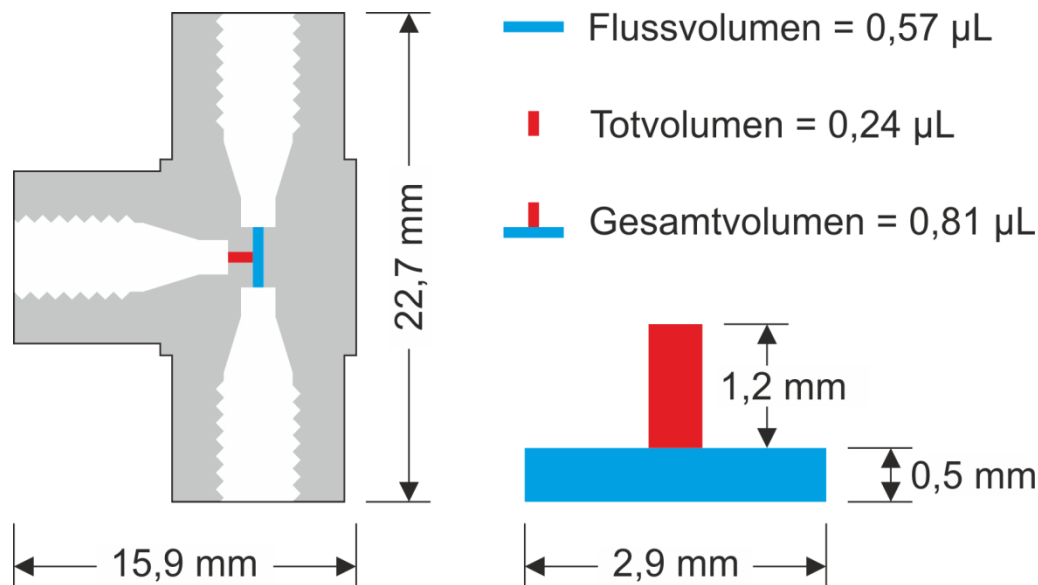 22,7 mm
15,9 mm
Flussvolumen = 0,57 µL
Totvolumen = 0,24 µL
Gesamtvolumen = 0,81 µL
1,2 mm
0,5 mm
2,9 mm